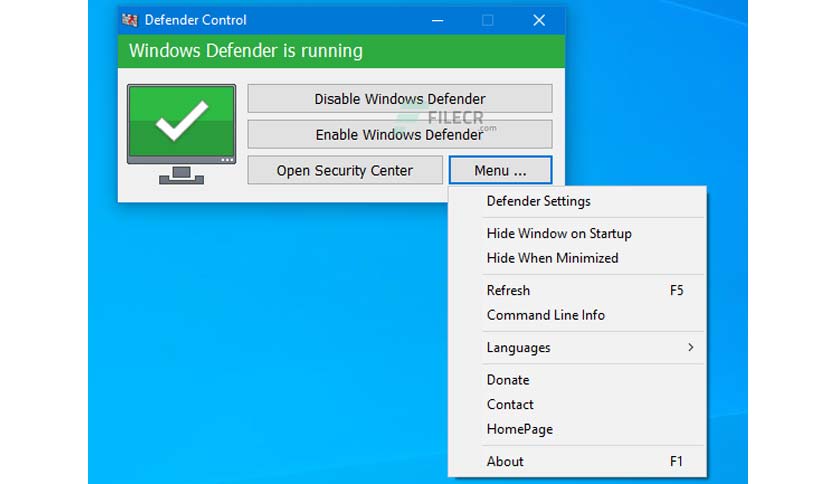 Defender Control
Windows Defender is running
Disable Windows Defender
FILECR
.com
Enable Windows Defender
Open Security Center
Menu ...
Defender Settings
Hide Window on Startup
Hide When Minimized
Refresh F5
Command Line Info
Languages
Donate
Contact
HomePage
About F1